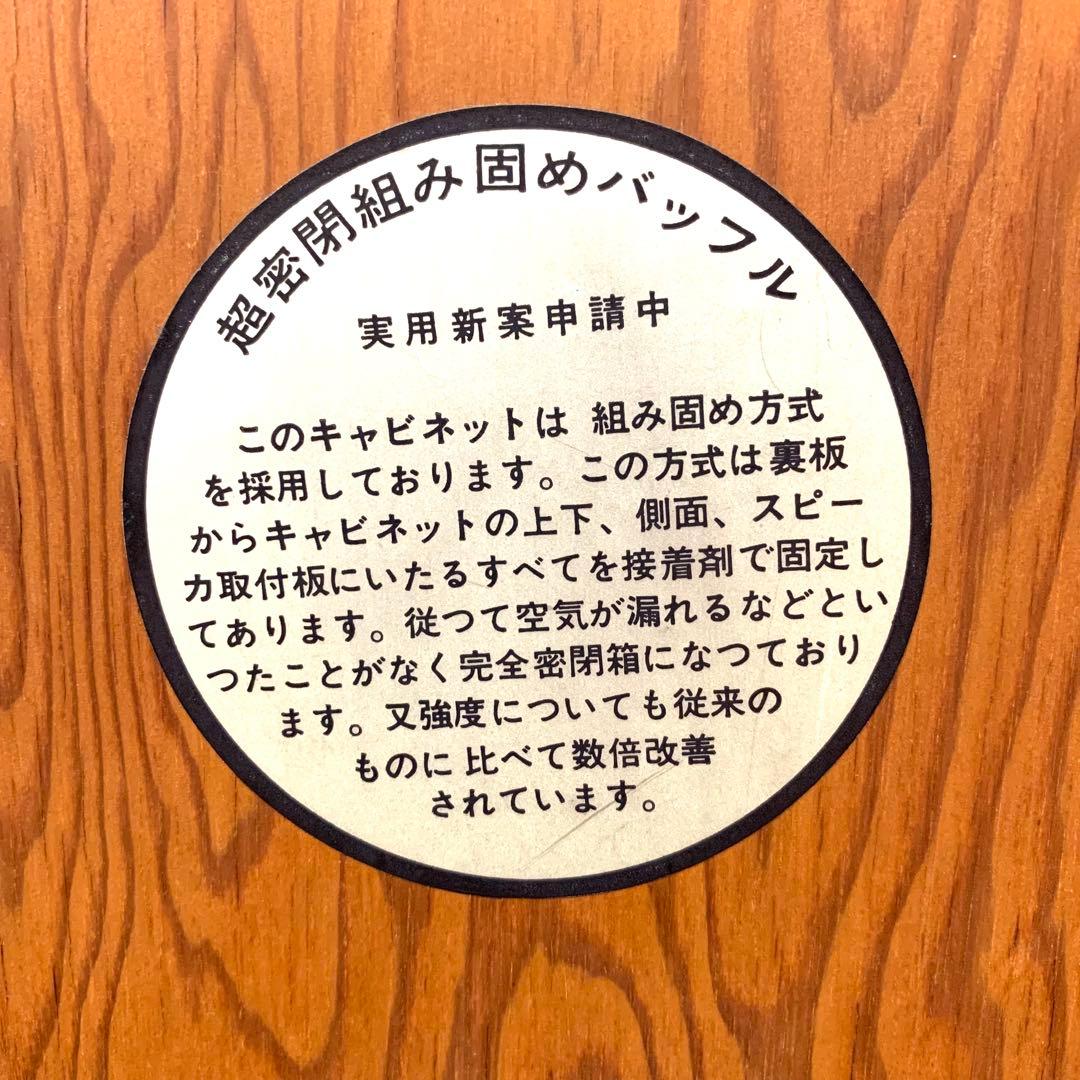 超密閉組み固めバッフル
実用新案申請中
このキャビネットは 組み固め方式
を採用しております。この方式は裏板
からキャビネットの上下、側面、スピー
カ取付板にいたるすべてを接着剤で固定し
てあります。従つて空気が漏れるなどとい
つたことがなく完全密閉箱になつており
ます。又強度についても従来の
ものに比べて数倍改善
されています。